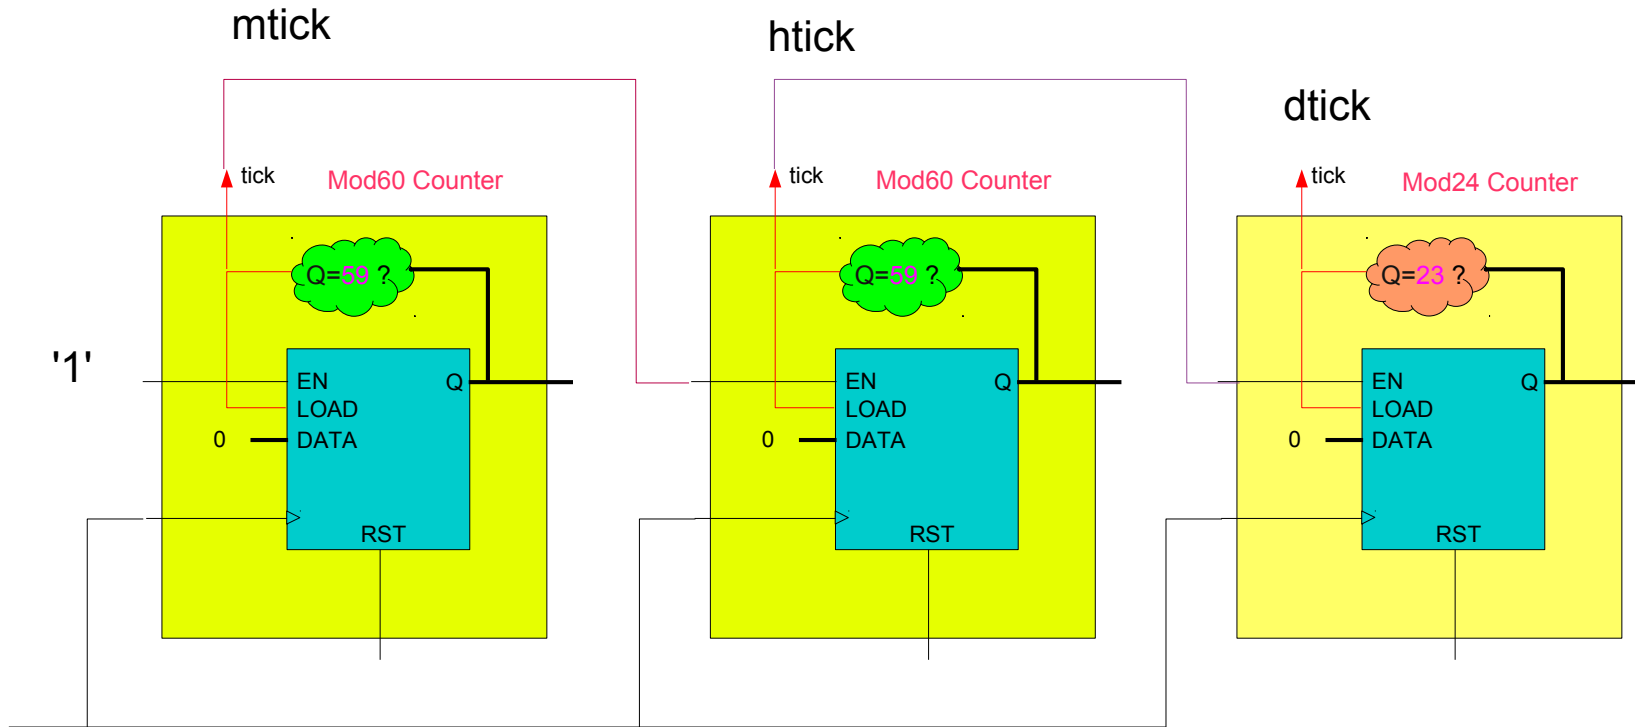 mtick
htick
dtick
tick
Mod60 Counter
tick
Mod60 Counter
tick
Mod24 Counter
Q=59 ?
Q=59 ?
Q=23 ?
'1'
EN
Q
LOAD
0
DATA
RST
EN
Q
LOAD
0
DATA
RST
EN
Q
LOAD
0
DATA
RST